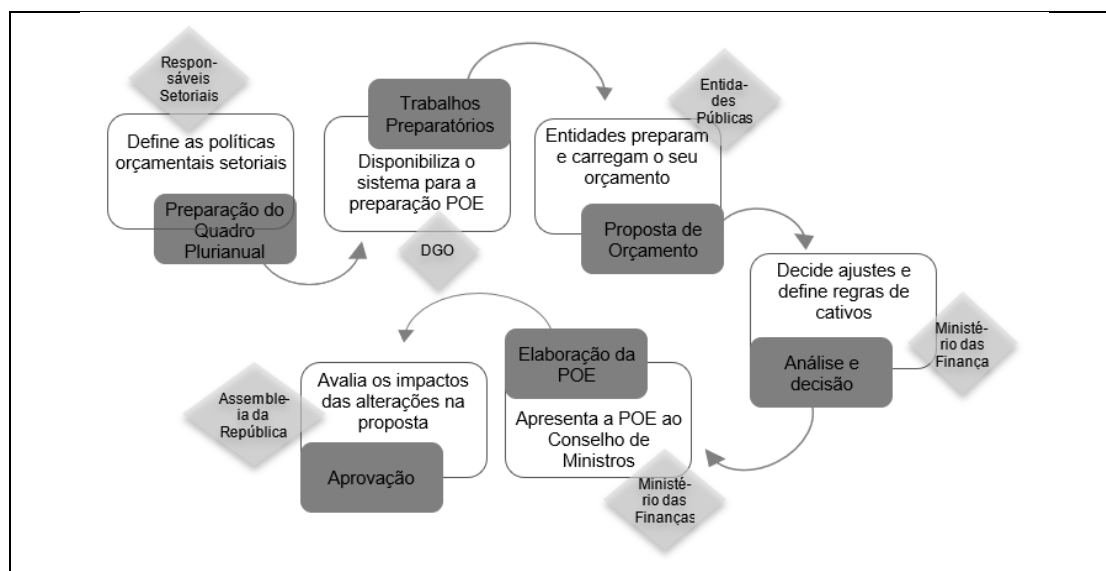 Respon-
sáveis
Setoriais
Define as políticas
orçamentais setoriais
Preparação do
Quadro
Plurianual
Trabalhos
Preparatórios
Disponibiliza o
sistema para a
preparação POE
DGO
Entida-
des
Públicas
Entidades preparam
e carregam o seu
orçamento
Proposta de
Orçamento
Decide ajustes e
define regras de
cativos
Ministé-
rio das
Finança
Análise e
decisão
Elaboração da
POE
Apresenta a POE ao
Conselho de
Ministros
Ministé-
rio das
Finanças
Avalia os impactos
das alterações na
proposta
Assemble-
ia da
República
Aprovação